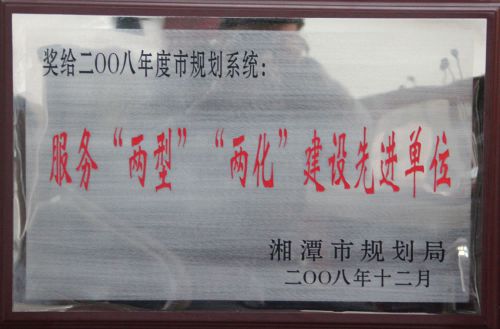 奖给二〇〇八年度市规划系统：
服务“两型”“两化”建设先进单位
湘潭市规划局
二〇〇八年十二月